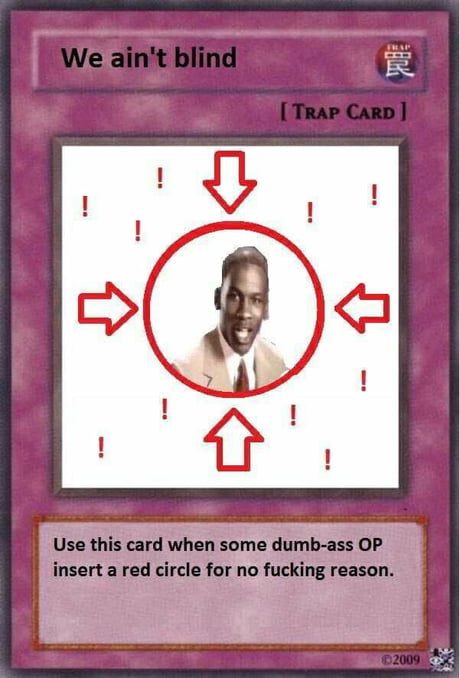 We ain't blind
TRAP
罠
[ TRAP CARD ]
! ! ! ! !
! ! ! ! !
Use this card when some dumb-ass OP
insert a red circle for no fucking reason.
©2009